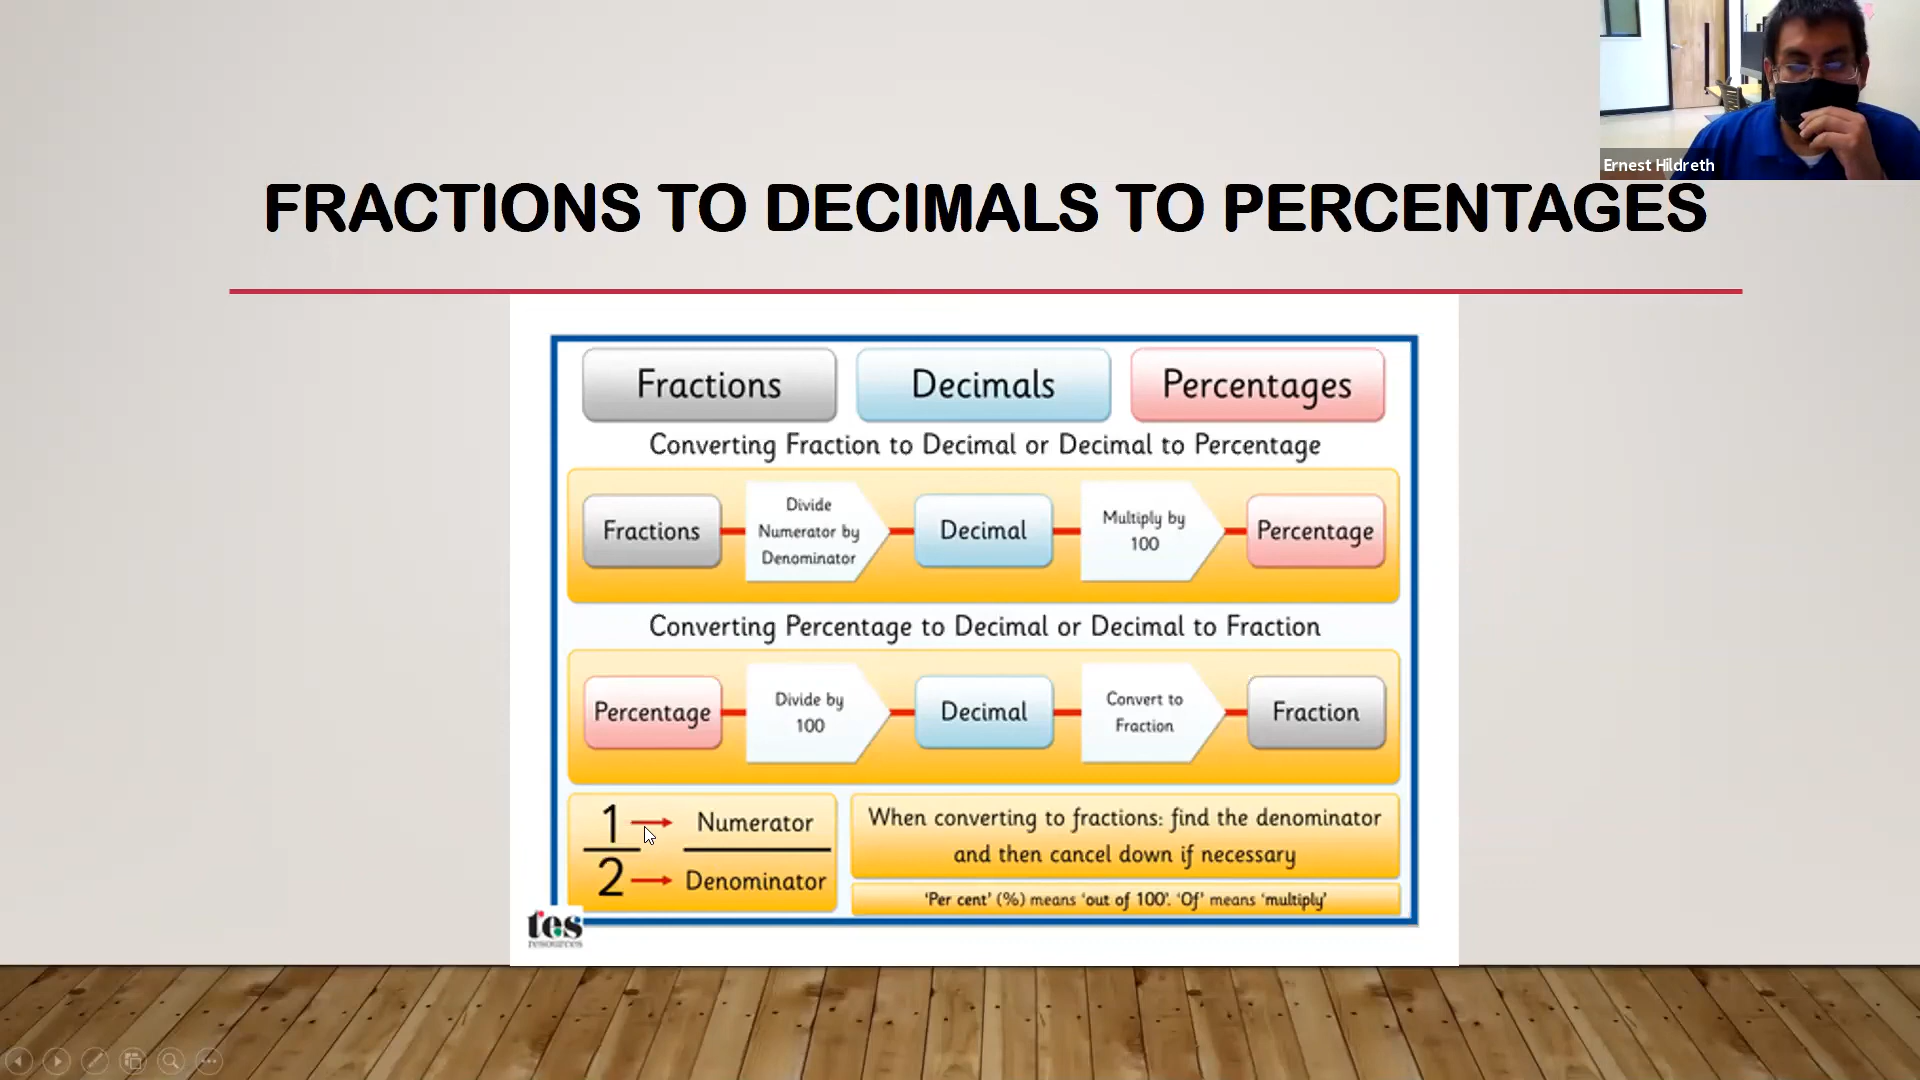 Ernest Hildreth
FRACTIONS TO DECIMALS TO PERCENTAGES
Fractions
Decimals
Percentages
Converting Fraction to Decimal or Decimal to Percentage
Fractions
Divide
Numerator by
Denominator
Decimal
Multiply by
100
Percentage
Converting Percentage to Decimal or Decimal to Fraction
Percentage
Divide by
100
Decimal
Convert to
Fraction
Fraction
1
Numerator
2
Denominator
When converting to fractions: find the denominator
and then cancel down if necessary
'Per cent' (%) means 'out of 100'. 'Of' means 'multiply'
tes
resources